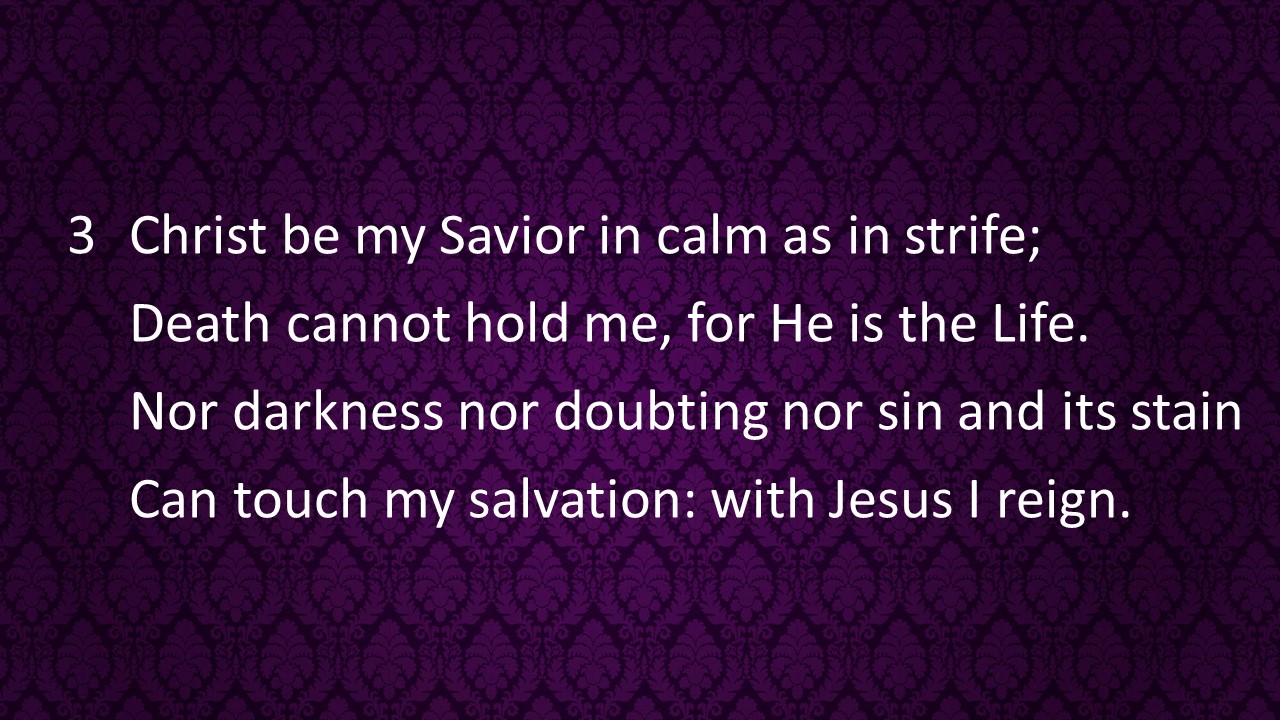 3 Christ be my Savior in calm as in strife;
Death cannot hold me, for He is the Life.
Nor darkness nor doubting nor sin and its stain
Can touch my salvation: with Jesus I reign.